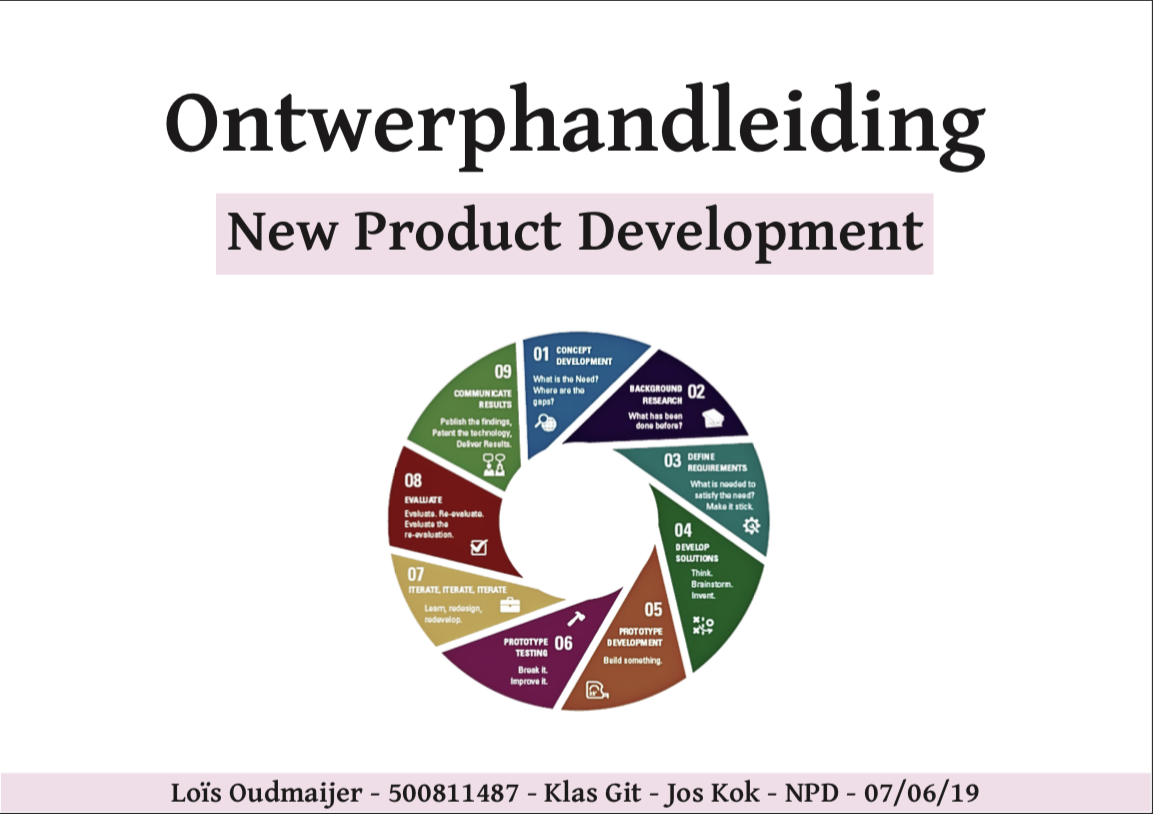 Ontwerphandleiding
New Product Development
01 CONCEPT
DEVELOPMENT
What is the Need?
Where are the
gaps?
BACKGROUND 02
RESEARCH
What has been
done before?
03 DEFINE
REQUIREMENTS
What is needed to
satisfy the need?
Make it stick.
04
DEVELOP
SOLUTIONS
Think.
Brainstorm.
Invent.
05
PROTOTYPE
DEVELOPMENT
Build something.
PROTOTYPE 06
TESTING
Break it.
Improve it.
07
ITERATE, ITERATE, ITERATE
Learn, redesign,
redevelop.
08
EVALUATE
Evaluate. Re-evaluate.
Evaluate the
re-evaluation.
09
COMMUNICATE
RESULTS
Publish the findings,
Patent the technology,
Deliver Results.
Loïs Oudmaijer - 500811487 - Klas Git - Jos Kok - NPD - 07/06/19